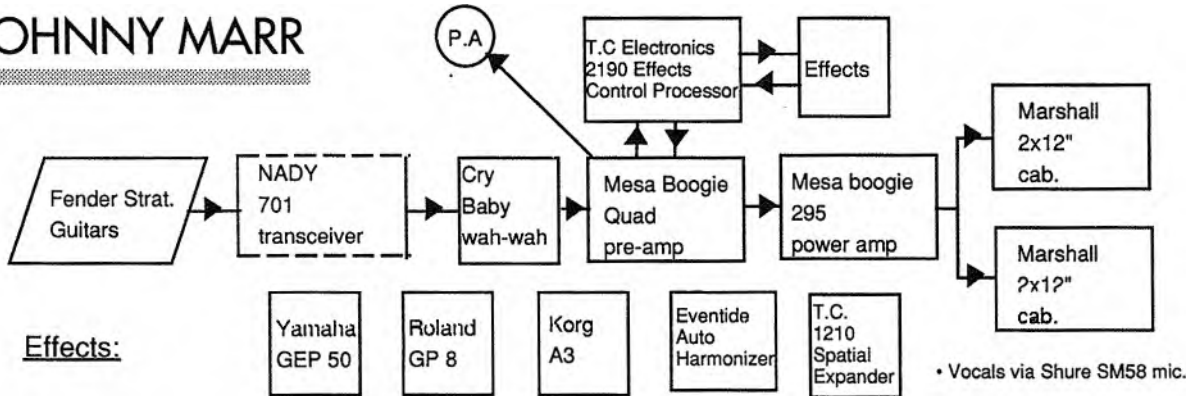 OHNNY MARR
P.A
T.C Electronics
2190 Effects
Control Processor
Effects
Marshall
2x12"
cab.
Fender Strat.
Guitars
NADY
701
transceiver
Cry
Baby
wah-wah
Mesa Boogie
Quad
pre-amp
Mesa boogie
295
power amp
Marshall
2x12"
cab.
Effects:
Yamaha
GEP 50
Roland
GP 8
Korg
A3
Eventide
Auto
Harmonizer
T.C.
1210
Spatial
Expander
• Vocals via Shure SM58 mic.